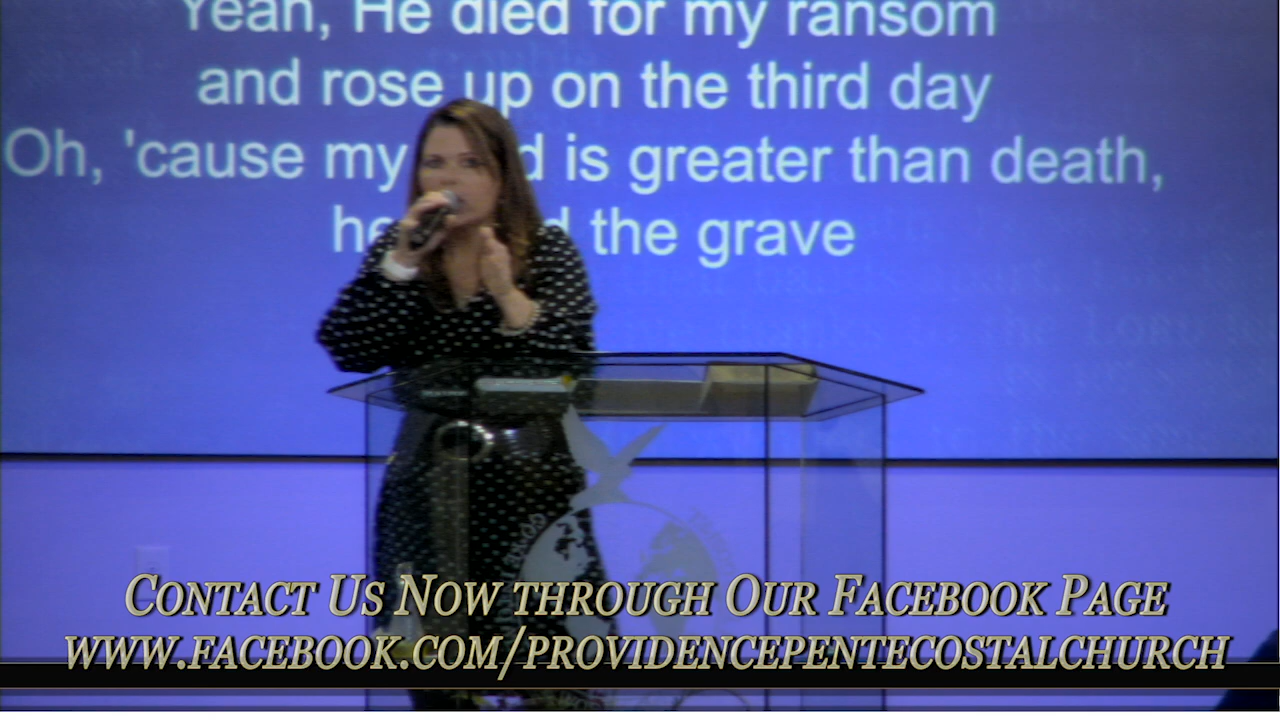 Yeah, He died for my ransom
and rose up on the third day
Oh, 'cause my is greater than death,
the grave
Contact Us Now through Our Facebook Page
www.facebook.com/providencepentecostalchurch